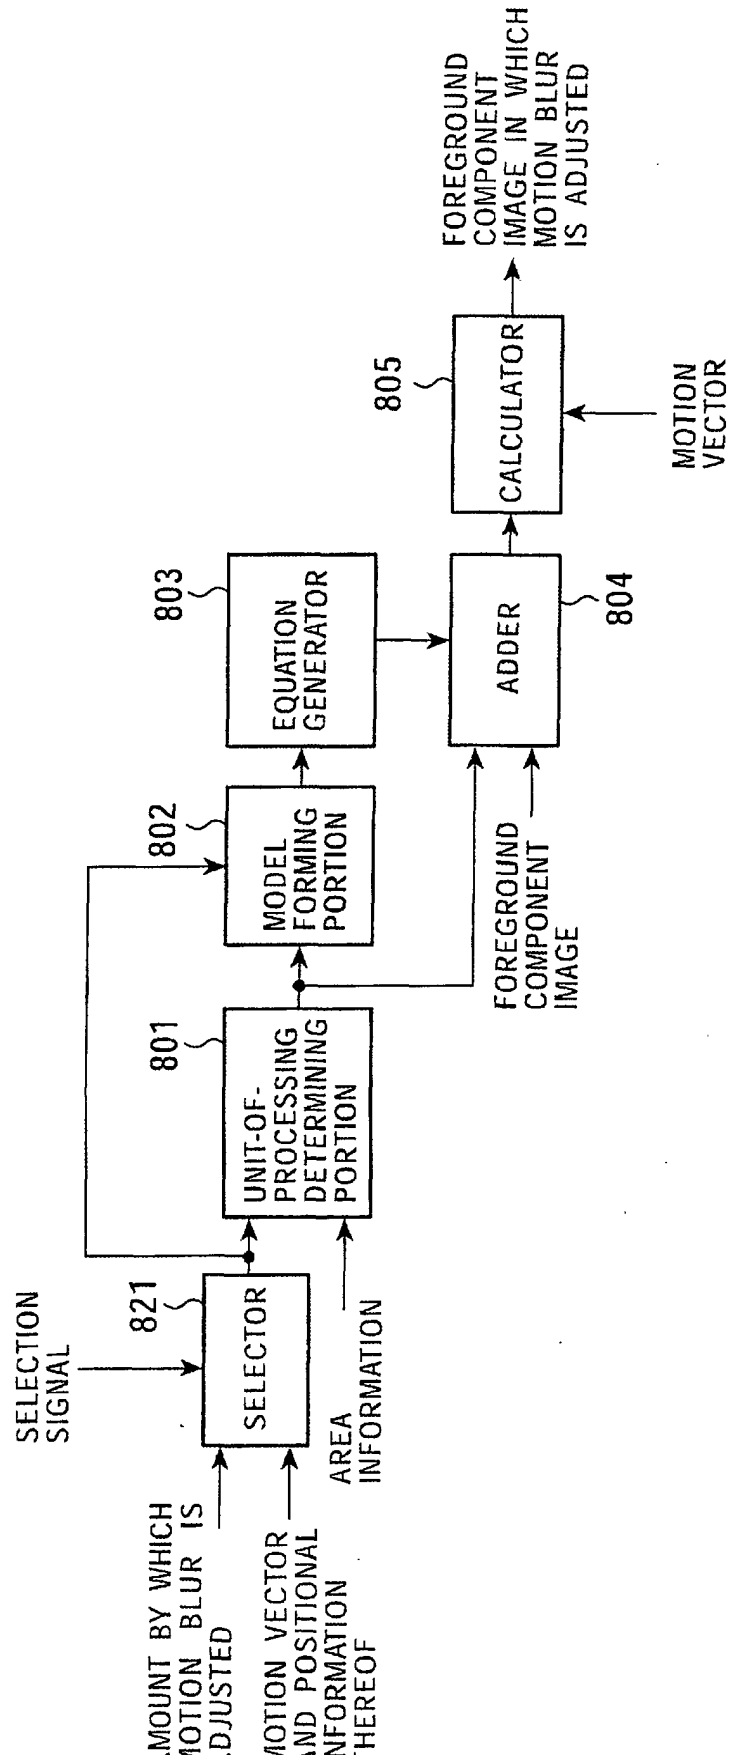 SELECTION
SIGNAL
AMOUNT BY WHICH
MOTION BLUR IS
ADJUSTED
MOTION VECTOR
AND POSITIONAL
INFORMATION
THEREOF
821
SELECTOR
AREA
INFORMATION
801
UNIT-OF-
PROCESSING
DETERMINING
PORTION
802
MODEL
FORMING
PORTION
803
EQUATION
GENERATOR
FOREGROUND
COMPONENT
IMAGE
ADDER
804
805
CALCULATOR
MOTION
VECTOR
FOREGROUND
COMPONENT
IMAGE IN WHICH
MOTION BLUR
IS ADJUSTED